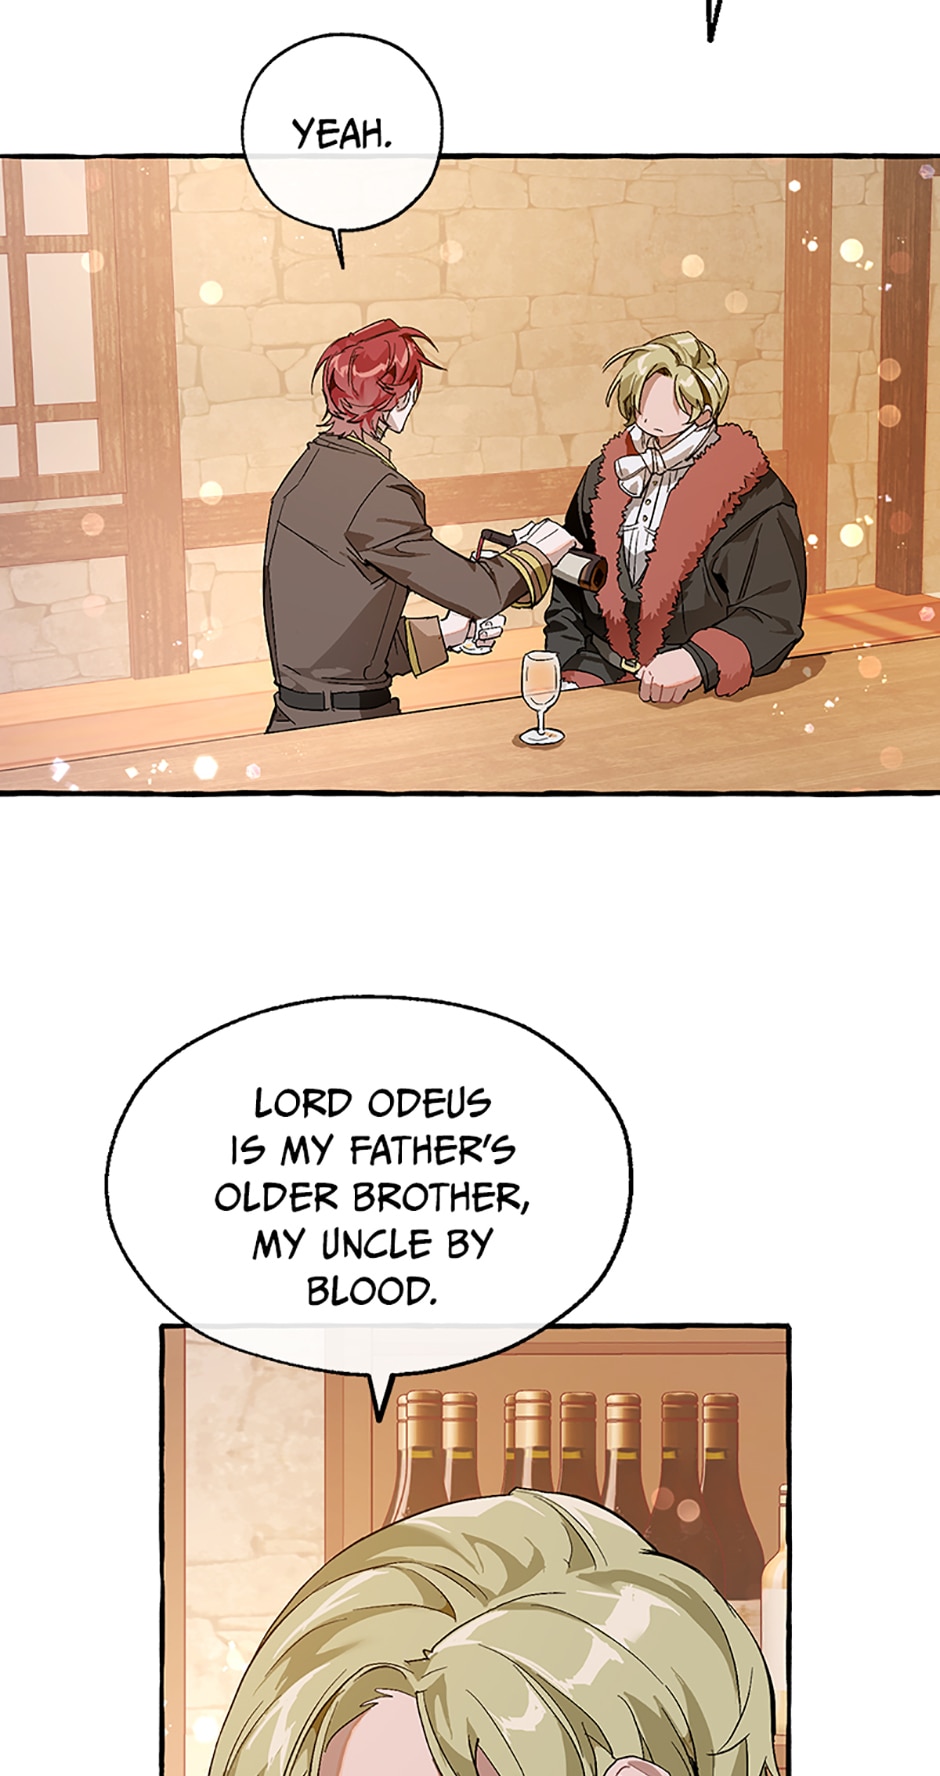 YEAH.
LORD ODEUS
IS MY FATHER'S
OLDER BROTHER,
MY UNCLE BY
BLOOD.